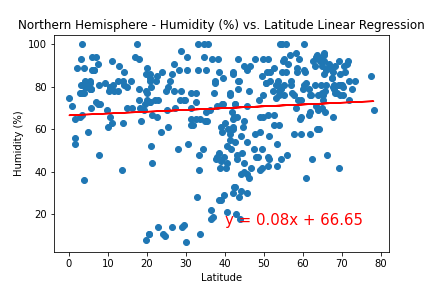 Northern Hemisphere - Humidity (%) vs. Latitude Linear Regression
100
80
60
40
20
Humidity (%)
y = 0.08x + 66.65
0 10 20 30 40 50 60 70 80
Latitude